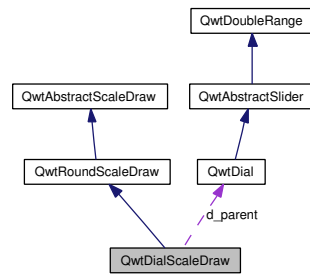 QwtDoubleRange
QwtAbstractScaleDraw
QwtAbstractSlider
QwtRoundScaleDraw
QwtDial
d_parent
QwtDialScaleDraw